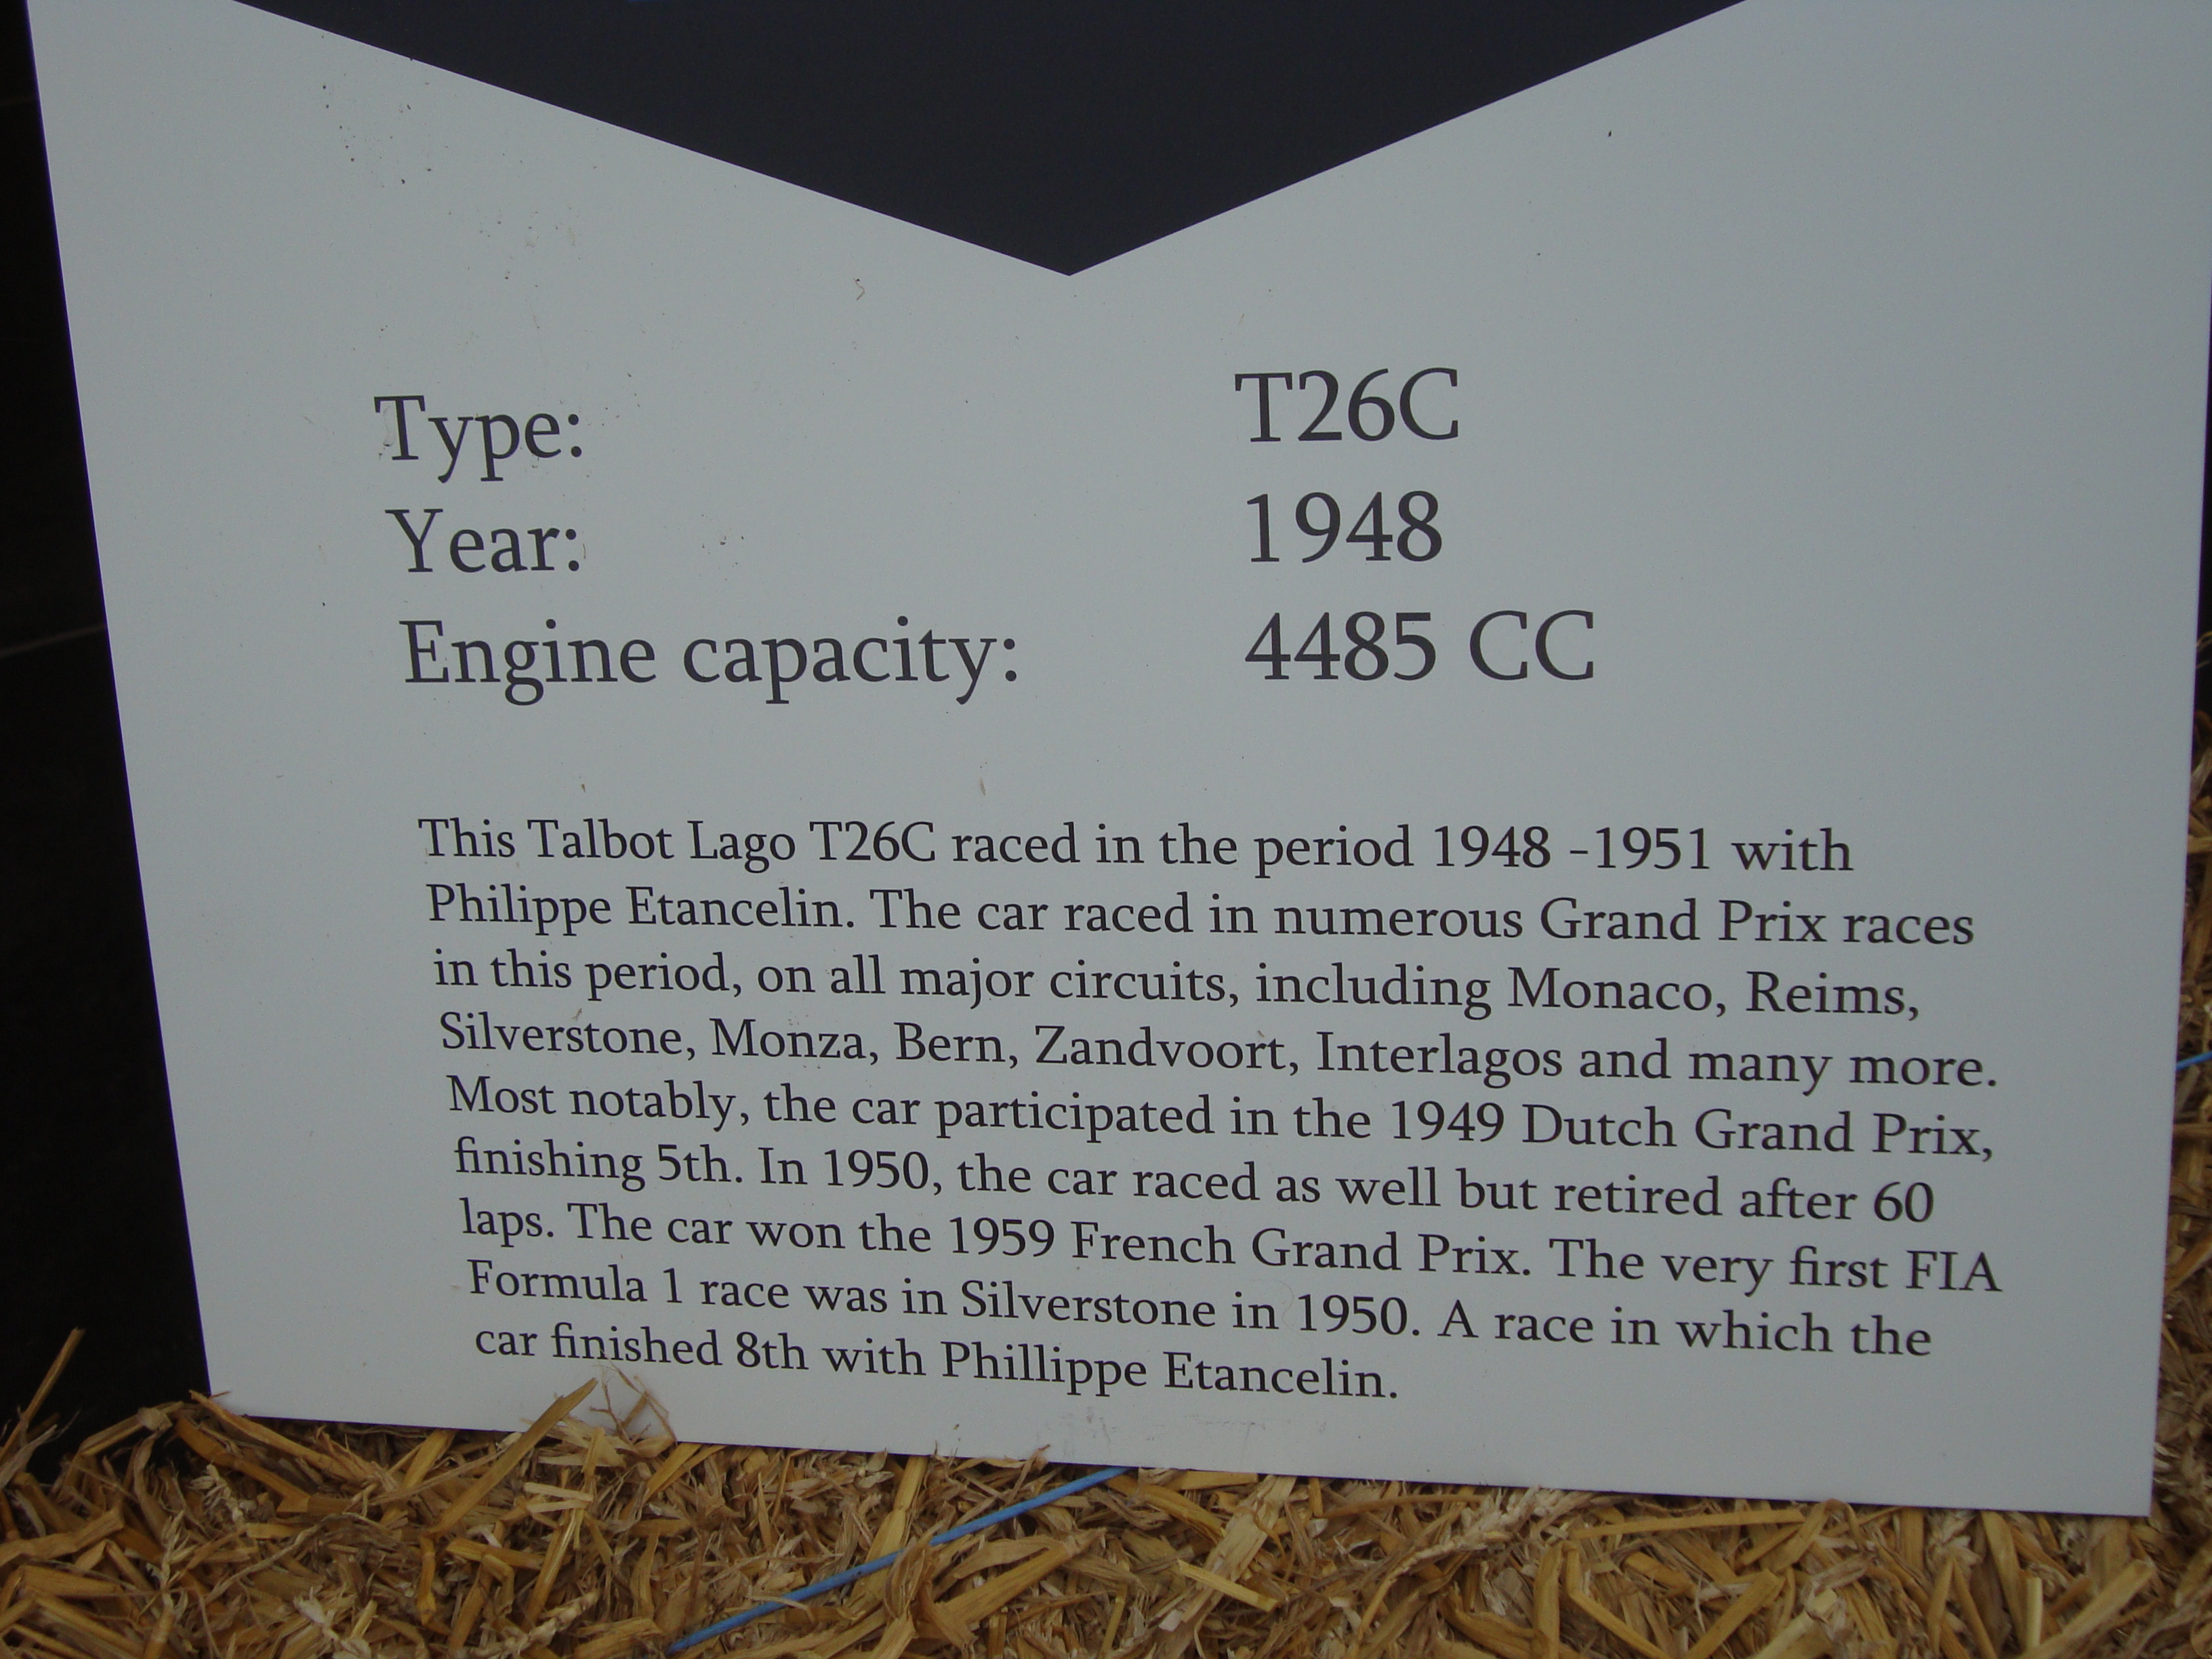 Type: T26C
Year: 1948
Engine capacity: 4485 CC
This Talbot Lago T26C raced in the period 1948 -1951 with
Philippe Etancelin. The car raced in numerous Grand Prix races
in this period, on all major circuits, including Monaco, Reims,
Silverstone, Monza, Bern, Zandvoort, Interlagos and many more.
Most notably, the car participated in the 1949 Dutch Grand Prix,
finishing 5th. In 1950, the car raced as well but retired after 60
laps. The car won the 1959 French Grand Prix. The very first FIA
Formula 1 race was in Silverstone in 1950. A race in which the
car finished 8th with Phillippe Etancelin.